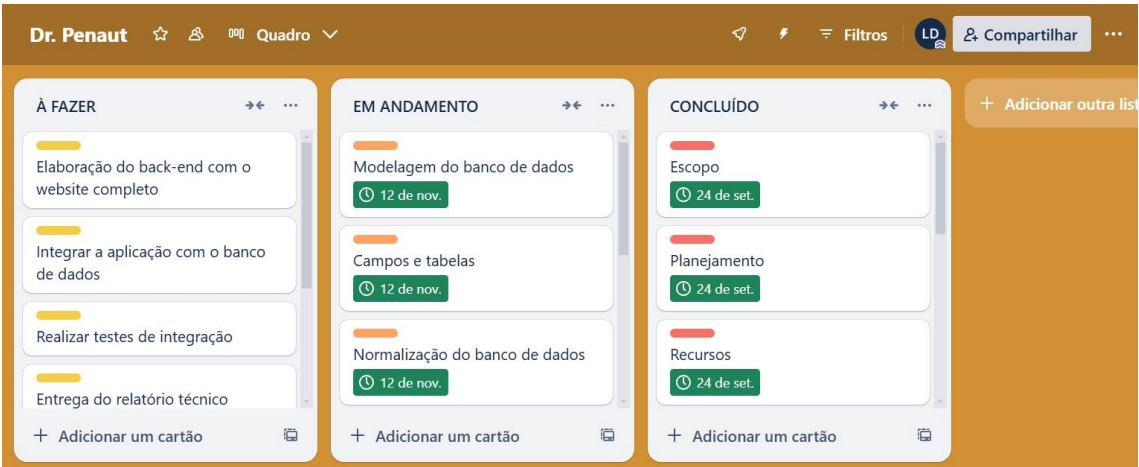 Dr. Penaut
Quadro
Filtros
LD
Compartilhar
À FAZER
Elaboração do back-end com o
website completo
Integrar a aplicação com o banco
de dados
Realizar testes de integração
Entrega do relatório técnico
+ Adicionar um cartão
EM ANDAMENTO
Modelagem do banco de dados
12 de nov.
Campos e tabelas
12 de nov.
Normalização do banco de dados
12 de nov.
+ Adicionar um cartão
CONCLUÍDO
Escopo
24 de set.
Planejamento
24 de set.
Recursos
24 de set.
+ Adicionar um cartão
+ Adicionar outra list